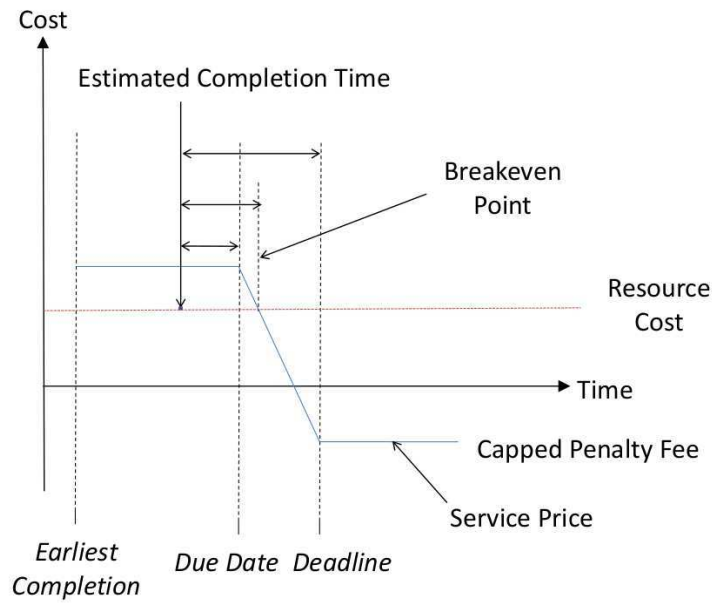 Cost
Estimated Completion Time
Breakeven
Point
Resource
Cost
Time
Capped Penalty Fee
Service Price
Earliest
Completion
Due Date
Deadline